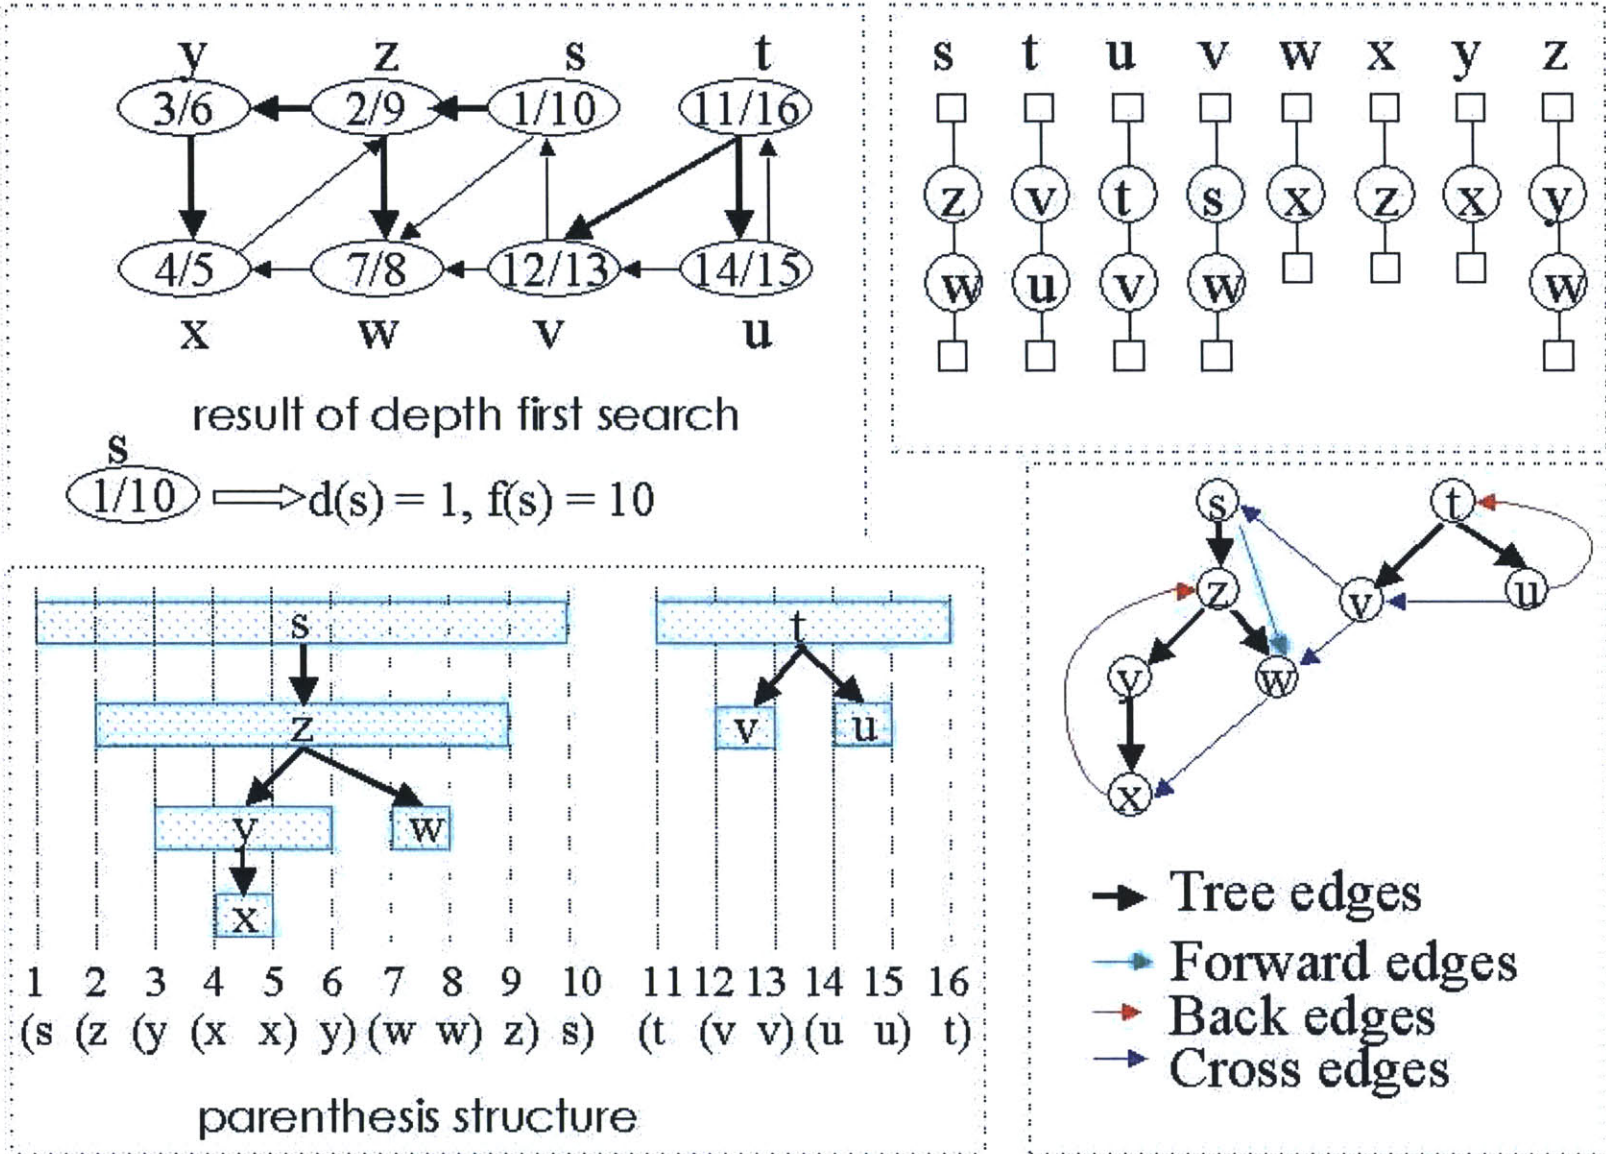 y z s t
3/6 2/9 1/10 11/16
4/5 7/8 12/13 14/15
x w v u
result of depth first search
s
1/10 d(s) = 1, f(s) = 10
s t u v w x y z
z v t s x z x y
w u v w w
s t
z v u
y w
x
1 2 3 4 5 6 7 8 9 10 11 12 13 14 15 16
(s (z (y (x x) y) (w w) z) s) (t (v v) (u u) t)
parenthesis structure
s t
z v u
y w
x
Tree edges
Forward edges
Back edges
Cross edges